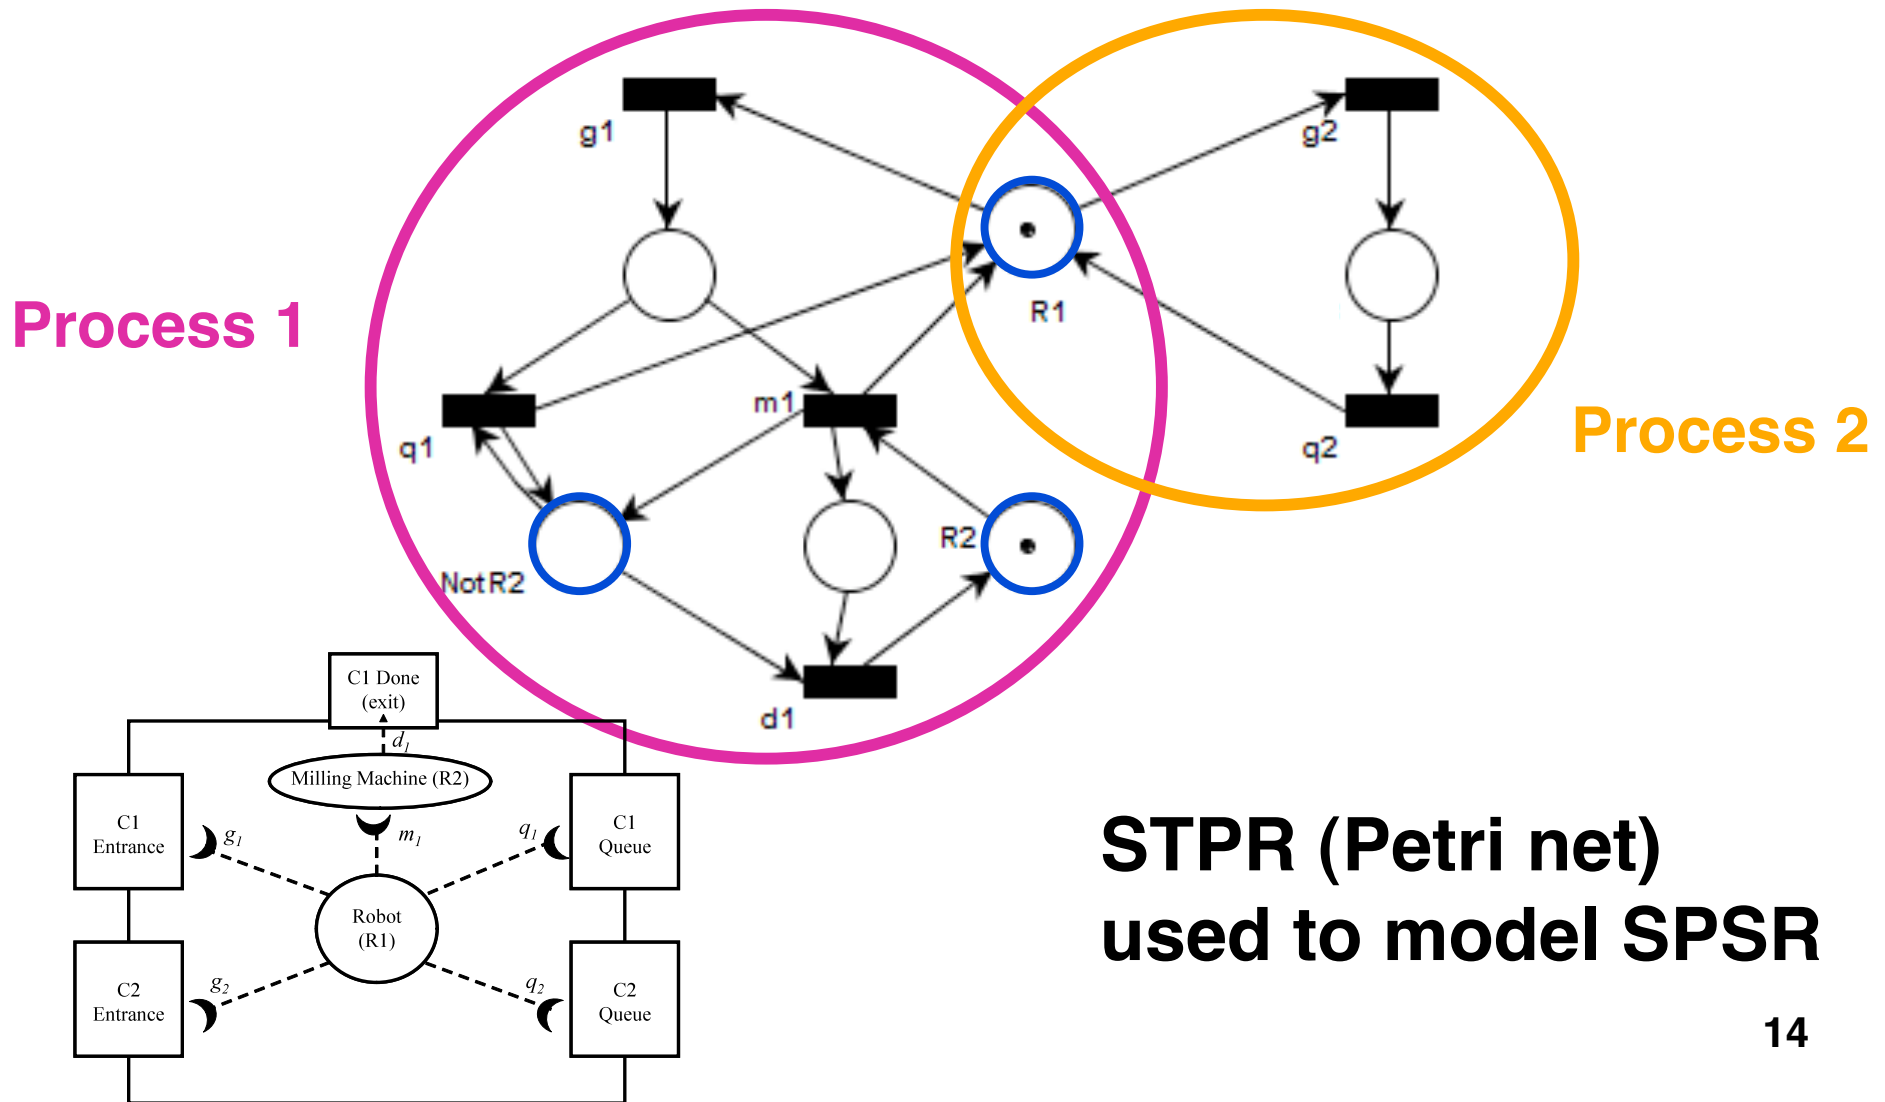 g1
g2
R1
Process 1
m1
q1
Process 2
q2
R2
NotR2
d1
C1 Done
(exit)
d1
Milling Machine (R2)
C1
Entrance
g1
m1
q1
C1
Queue
Robot
(R1)
C2
Entrance
g2
q2
C2
Queue
STPR (Petri net)
used to model SPSR
14